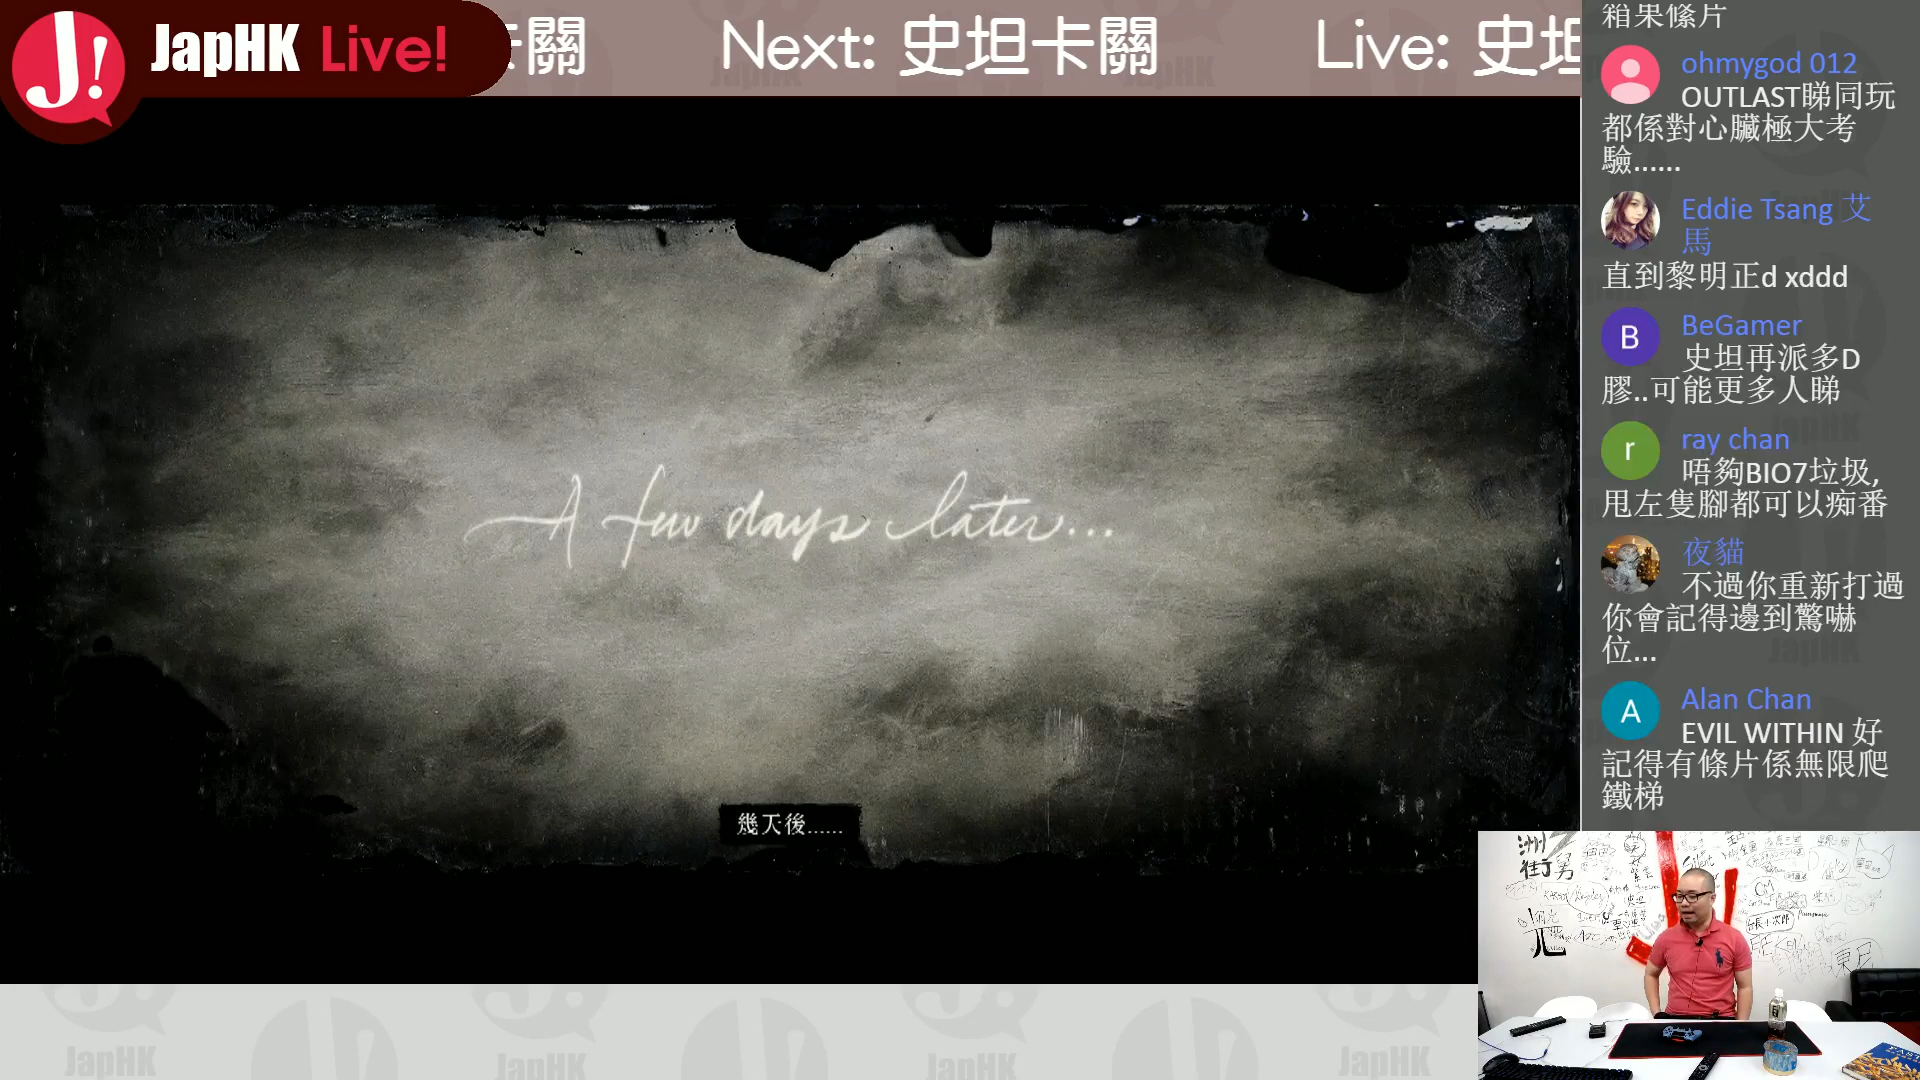 JapHK Live!
關
Next: 史坦卡關
Live: 史坦
箱果條片
ohmygod 012
OUTLAST睇同玩
都係對心臟極大考
驗......
Eddie Tsang 艾
馬
直到黎明正d xddd
BeGamer
史坦再派多D
膠..可能更多人睇
ray chan
唔夠BIO7垃圾,
甩左隻腳都可以痴番
夜貓
不過你重新打過
你會記得邊到驚嚇
位...
Alan Chan
EVIL WITHIN 好
記得有條片係無限爬
鐵梯
A few days later...
幾天後......